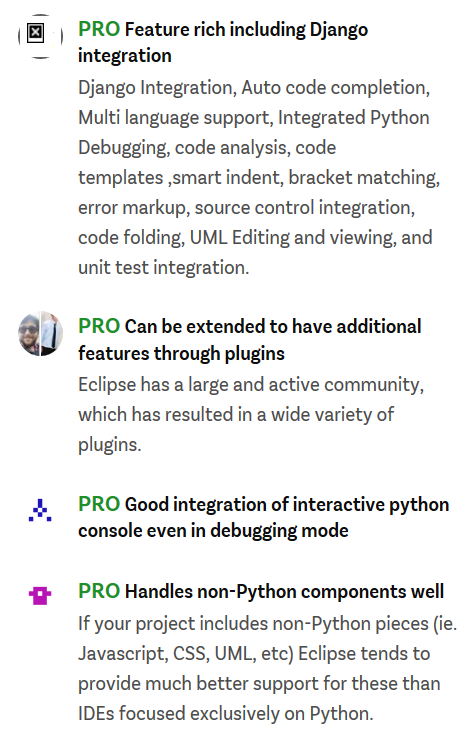 PRO Feature rich including Django
integration
Django Integration, Auto code completion,
Multi language support, Integrated Python
Debugging, code analysis, code
templates ,smart indent, bracket matching,
error markup, source control integration,
code folding, UML Editing and viewing, and
unit test integration.
PRO Can be extended to have additional
features through plugins
Eclipse has a large and active community,
which has resulted in a wide variety of
plugins.
PRO Good integration of interactive python
console even in debugging mode
PRO Handles non-Python components well
If your project includes non-Python pieces (ie.
Javascript, CSS, UML, etc) Eclipse tends to
provide much better support for these than
IDEs focused exclusively on Python.